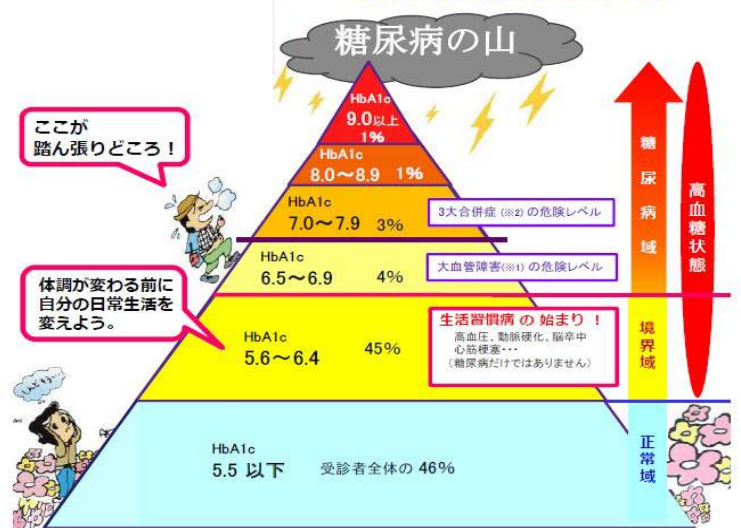 糖尿病の山
HbA1c
9.0以上
1%
HbA1c
8.0～8.9 1%
HbA1c
7.0～7.9 3%
3大合併症(※2)の危険レベル
HbA1c
6.5～6.9 4%
大血管障害(※1)の危険レベル
HbA1c
5.6～6.4 45%
生活習慣病 の 始まり !
高血圧、動脈硬化、脳卒中
心筋梗塞･･･
(糖尿病だけではありません)
HbA1c
5.5 以下 受診者全体の 46%
ここが
踏ん張りどころ!
体調が変わる前に
自分の日常生活を
変えよう。
糖尿病域
境界域
正常域
高血糖状態